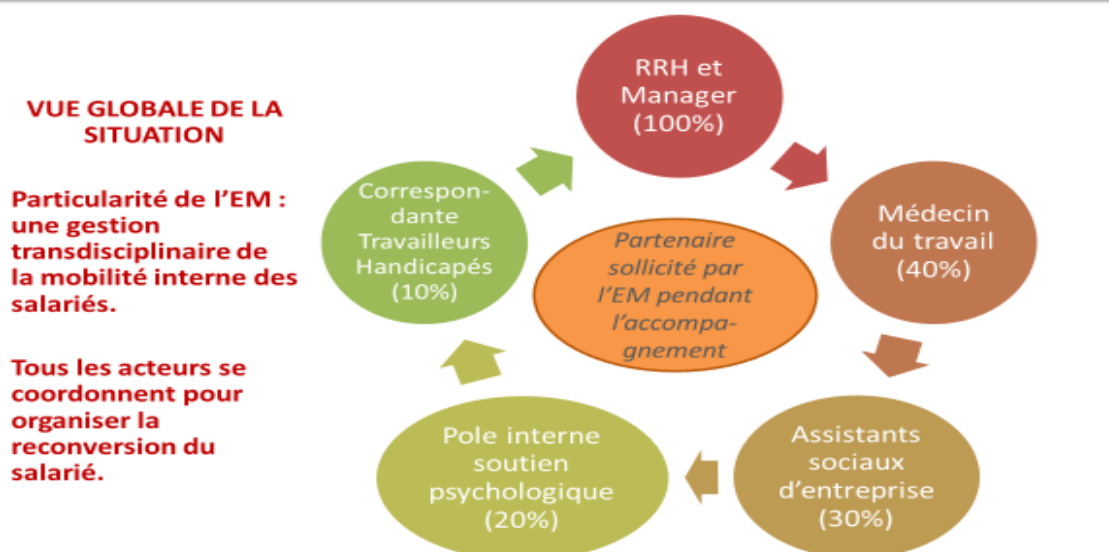 VUE GLOBALE DE LA
SITUATION
Particularité de l'EM :
une gestion
transdisciplinaire de
la mobilité interne des
salariés.
Tous les acteurs se
coordonnent pour
organiser la
reconversion du
salarié.
RRH et
Manager
(100%)
Médecin
du travail
(40%)
Assistants
sociaux
d'entreprise
(30%)
Pole interne
soutien
psychologique
(20%)
Correspon-
dante
Travailleurs
Handicapés
(10%)
Partenaire
sollicité par
l'EM pendant
l'accompa-
gnement